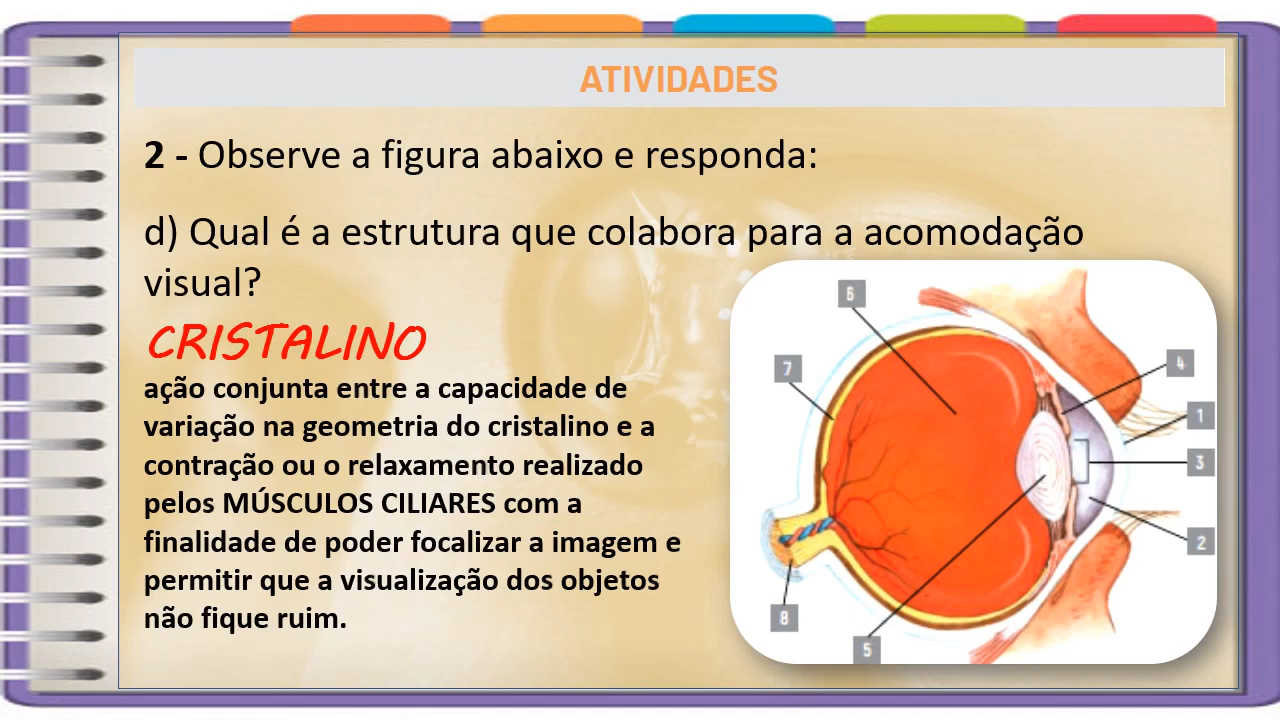 ATIVIDADES
2 - Observe a figura abaixo e responda:
d) Qual é a estrutura que colabora para a acomodação
visual?
CRISTALINO
ação conjunta entre a capacidade de
variação na geometria do cristalino e a
contração ou o relaxamento realizado
pelos MÚSCULOS CILIARES com a
finalidade de poder focalizar a imagem e
permitir que a visualização dos objetos
não fique ruim.
6
7
4
1
3
2
8
5